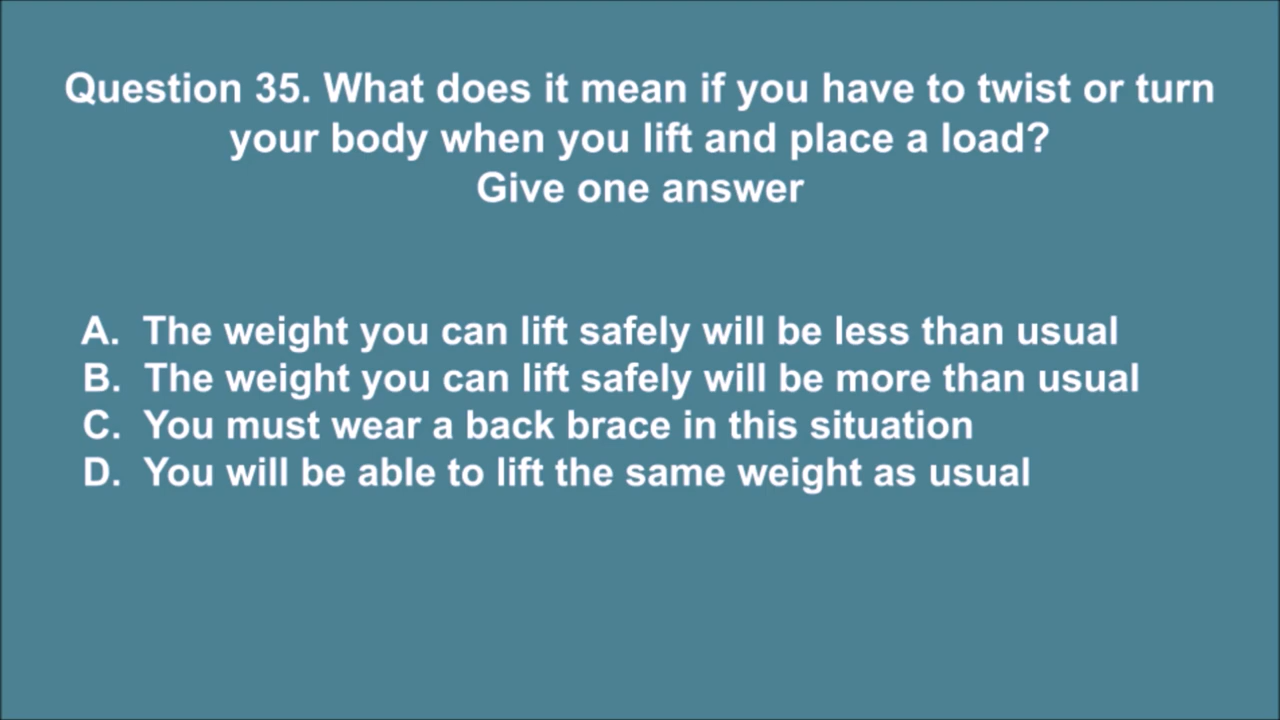 Question 35. What does it mean if you have to twist or turn
your body when you lift and place a load?
Give one answer
A. The weight you can lift safely will be less than usual
B. The weight you can lift safely will be more than usual
C. You must wear a back brace in this situation
D. You will be able to lift the same weight as usual